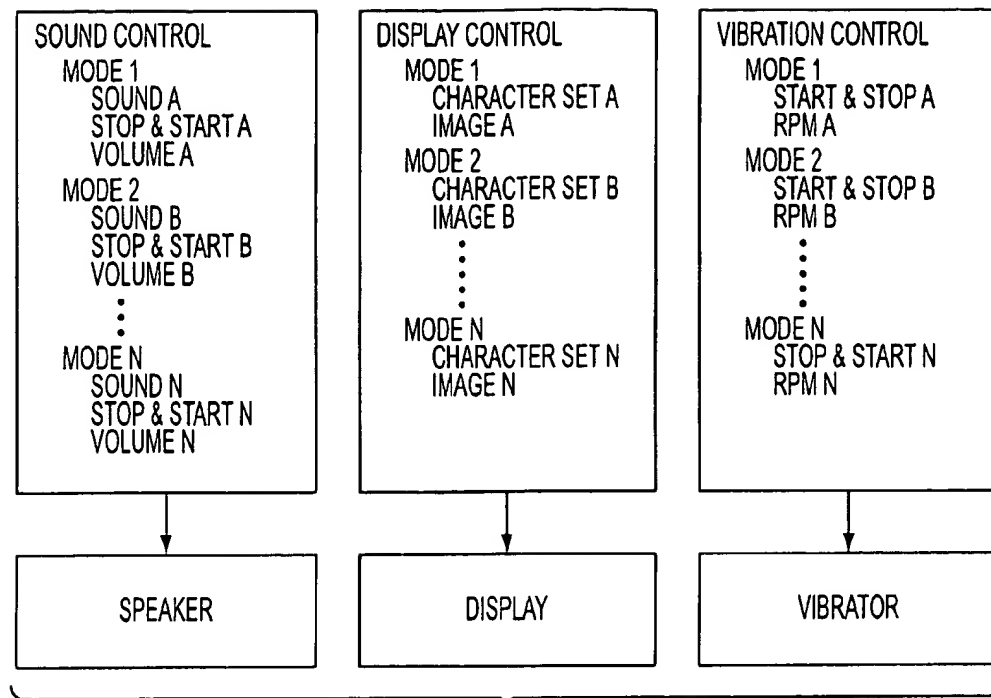 SOUND CONTROL
MODE 1
SOUND A
STOP & START A
VOLUME A
MODE 2
SOUND B
STOP & START B
VOLUME B
MODE N
SOUND N
STOP & START N
VOLUME N
SPEAKER
DISPLAY CONTROL
MODE 1
CHARACTER SET A
IMAGE A
MODE 2
CHARACTER SET B
IMAGE B
MODE N
CHARACTER SET N
IMAGE N
DISPLAY
VIBRATION CONTROL
MODE 1
START & STOP A
RPM A
MODE 2
START & STOP B
RPM B
MODE N
STOP & START N
RPM N
VIBRATOR